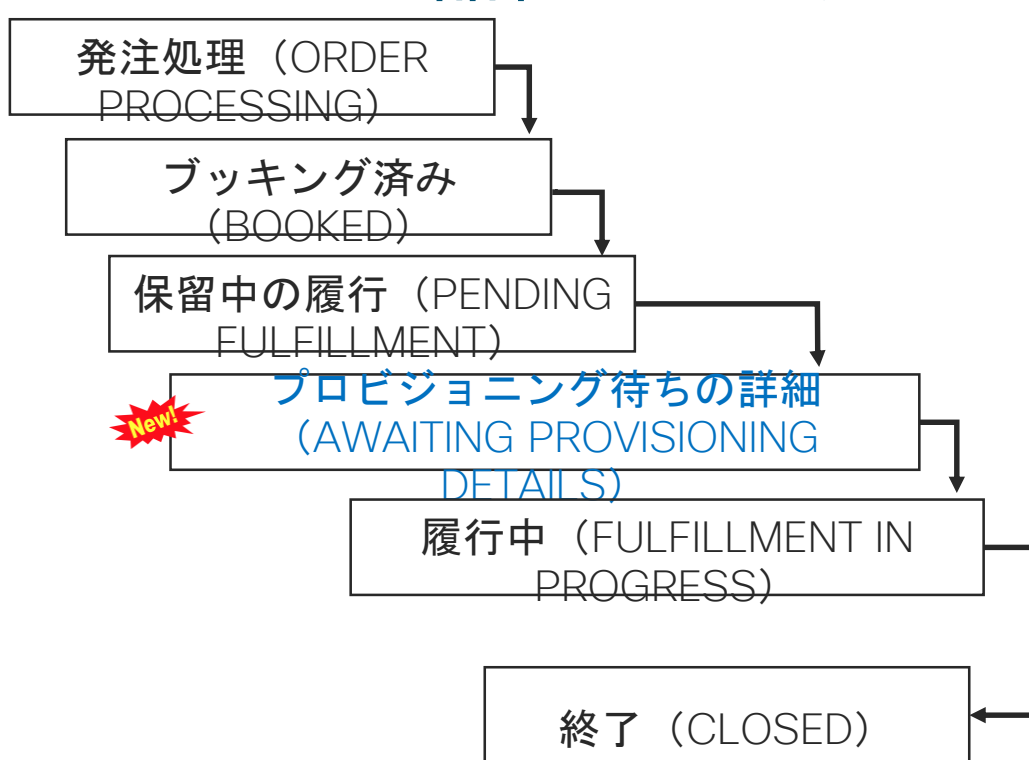 発注処理（ORDER
PROCESSING）
ブッキング済み
（BOOKED）
保留中の履行（PENDING
FULFILLMENT）
New!
プロビジョニング待ちの詳細
（AWAITING PROVISIONING
DETAILS）
履行中（FULFILLMENT IN
PROGRESS）
終了（CLOSED）